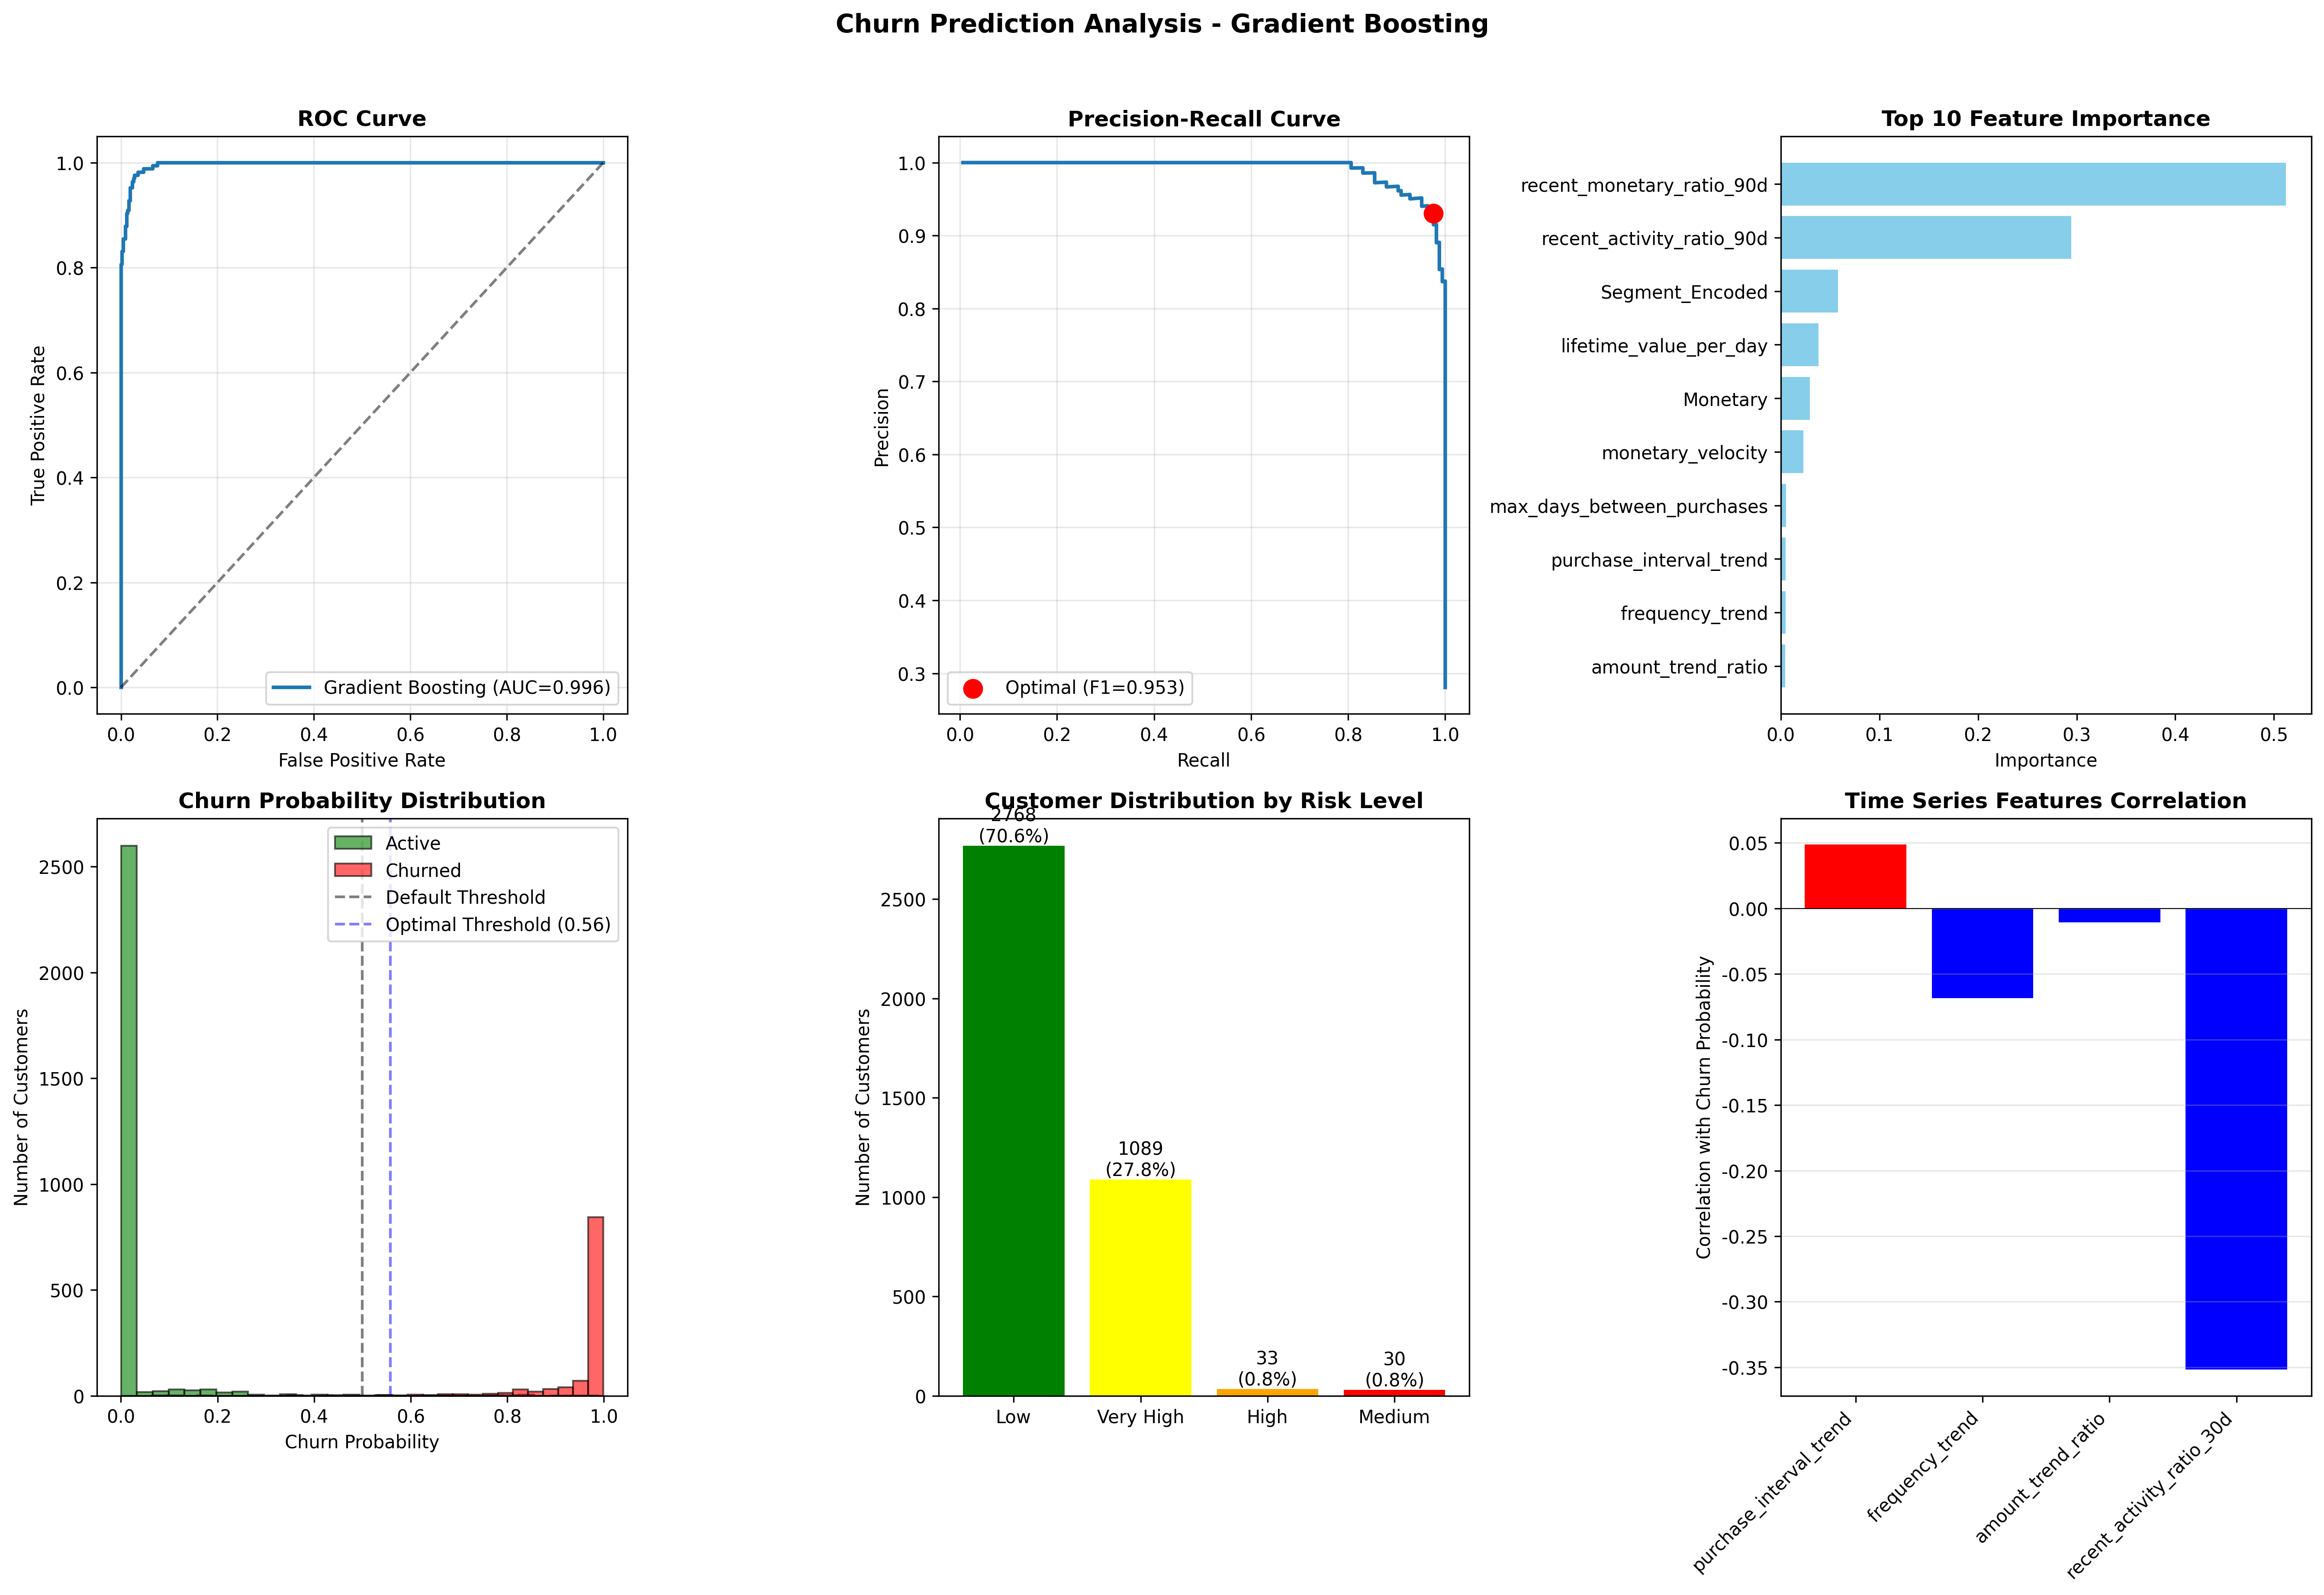 Churn Prediction Analysis - Gradient Boosting
ROC Curve
True Positive Rate
1.0
0.8
0.6
0.4
0.2
0.0
Gradient Boosting (AUC=0.996)
0.0 0.2 0.4 0.6 0.8 1.0
False Positive Rate
Precision-Recall Curve
Precision
1.0
0.9
0.8
0.7
0.6
0.5
0.4
0.3
Optimal (F1=0.953)
0.0 0.2 0.4 0.6 0.8 1.0
Recall
Top 10 Feature Importance
recent_monetary_ratio_90d
recent_activity_ratio_90d
Segment_Encoded
lifetime_value_per_day
Monetary
monetary_velocity
max_days_between_purchases
purchase_interval_trend
frequency_trend
amount_trend_ratio
0.0 0.1 0.2 0.3 0.4 0.5
Importance
Churn Probability Distribution
Number of Customers
2500
2000
1500
1000
500
0
Active
Churned
Default Threshold
Optimal Threshold (0.56)
0.0 0.2 0.4 0.6 0.8 1.0
Churn Probability
Customer Distribution by Risk Level
Number of Customers
2500
2000
1500
1000
500
0
2768
(70.6%)
1089
(27.8%)
33
(0.8%)
30
(0.8%)
Low Very High High Medium
Time Series Features Correlation
Correlation with Churn Probability
0.05
0.00
-0.05
-0.10
-0.15
-0.20
-0.25
-0.30
-0.35
purchase_interval_trend
frequency_trend
amount_trend_ratio
recent_activity_ratio_30d